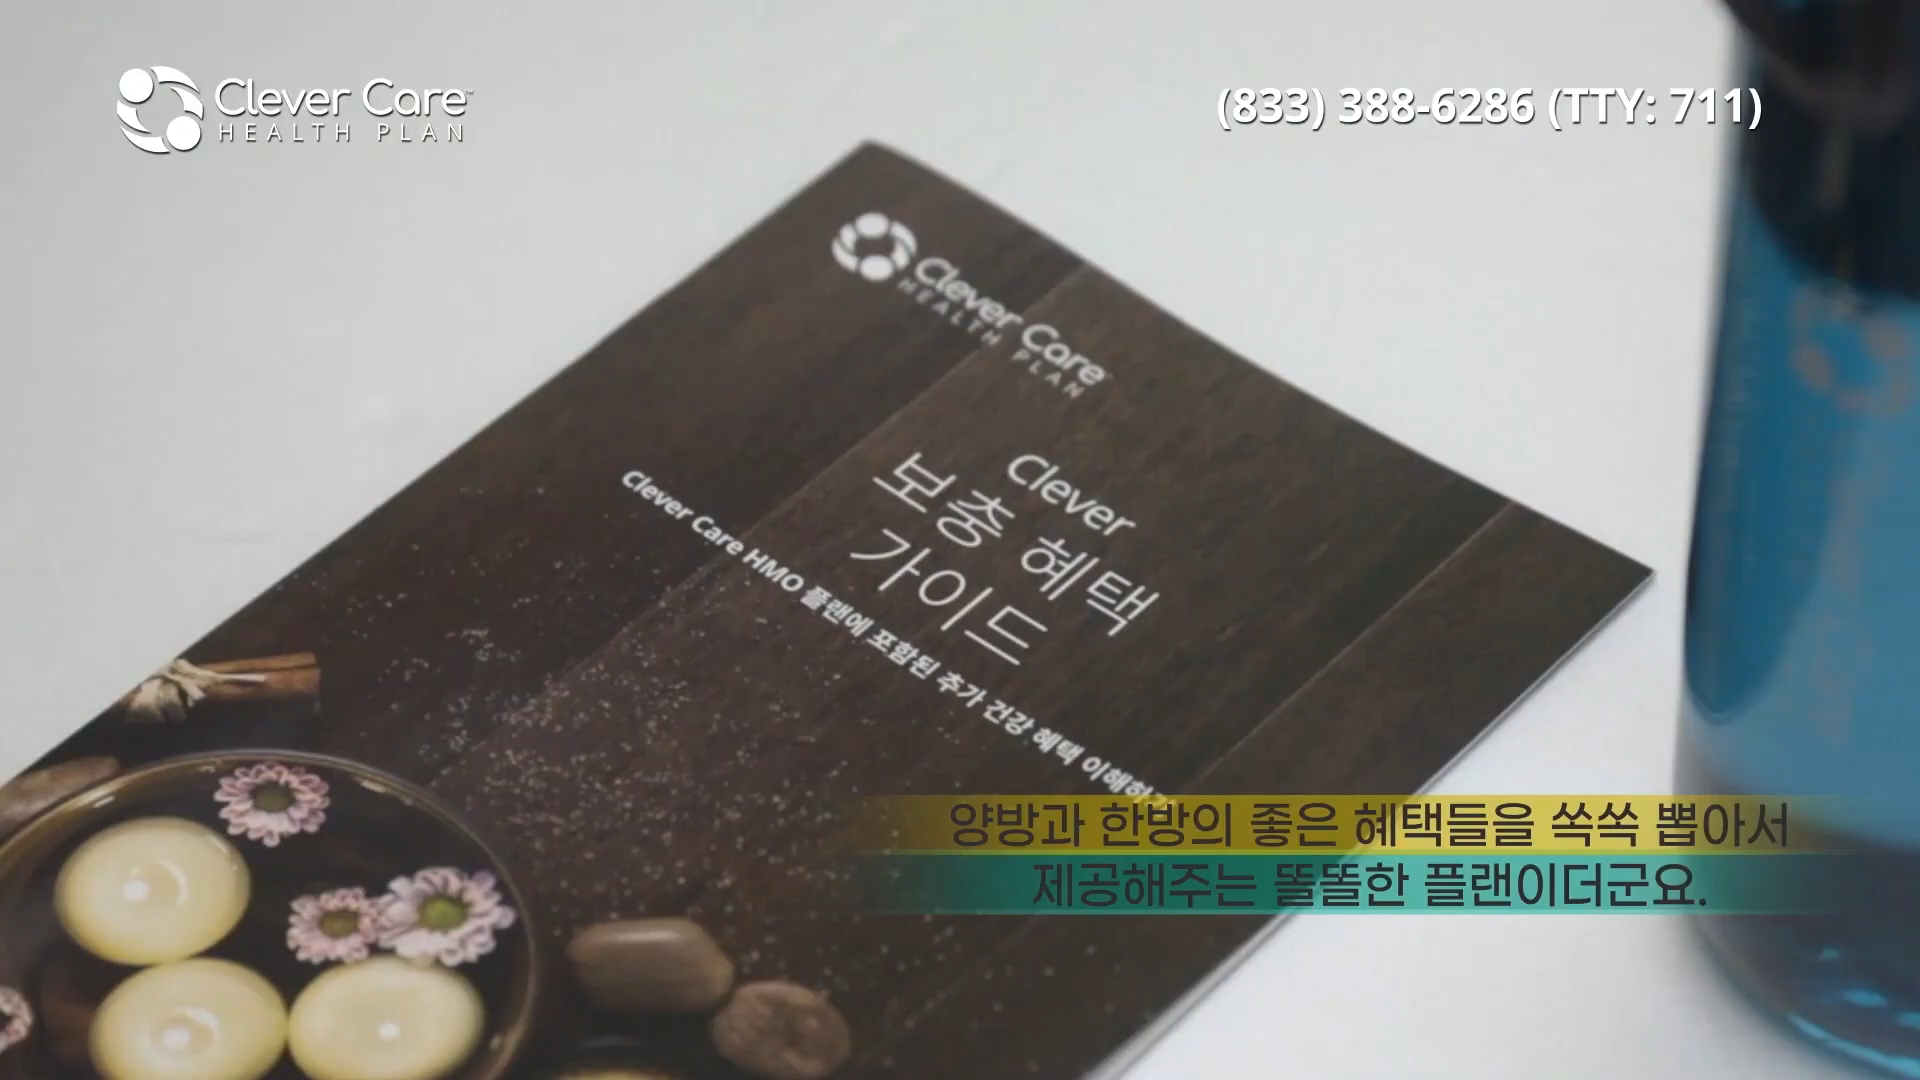 Clever Care™
HEALTH PLAN
(833) 388-6286 (TTY: 711)
Clever Care
HEALTH PLAN
Clever
보충 혜택
가이드
Clever Care HMO 플랜에 포함된 추가 건강 혜택 이해하기
양방과 한방의 좋은 혜택들을 쏙쏙 뽑아서
제공해주는 똘똘한 플랜이더군요.